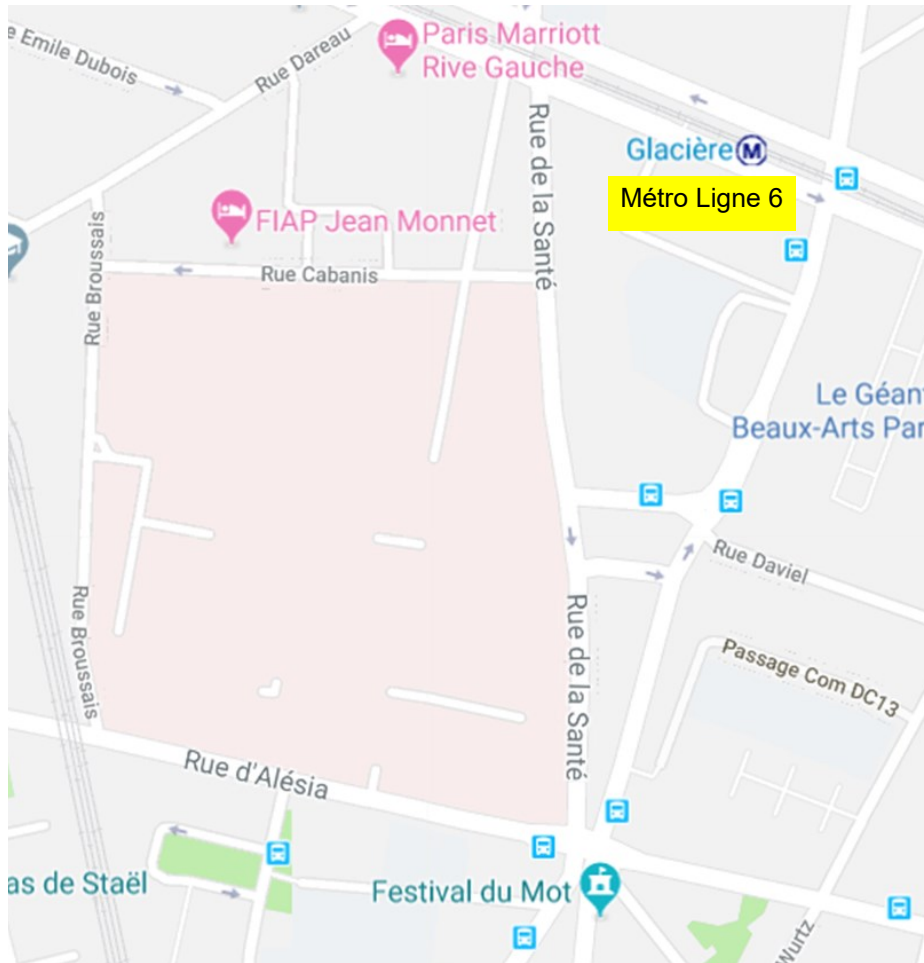 Paris Marriott
Rive Gauche
e Emile Dubois
Rue Dareau
Rue de la Santé
Glacière M
Métro Ligne 6
FIAP Jean Monnet
Rue Broussais
Rue Cabanis
Le Géant
Beaux-Arts Par
Rue Daviel
Rue Broussais
Rue de la Santé
Passage Com DC13
Rue d'Alésia
as de Staël
Festival du Mot
Wurtz